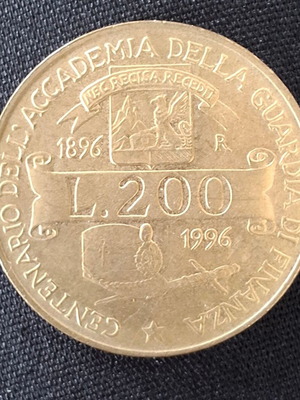 CENTENARIO DELL'ACCADEMIA DELLA GUARDIA DI FINANZA
NEC RECISA RECEDIT
1896 R
L.200
1996